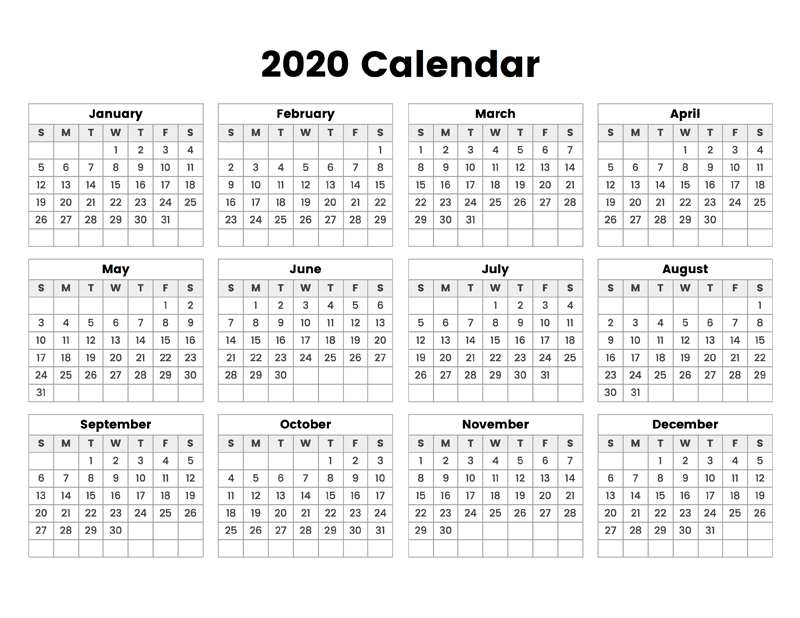 2020 Calendar
January
S M T W T F S
1 2 3 4
5 6 7 8 9 10 11
12 13 14 15 16 17 18
19 20 21 22 23 24 25
26 27 28 29 30 31
February
S M T W T F S
1
2 3 4 5 6 7 8
9 10 11 12 13 14 15
16 17 18 19 20 21 22
23 24 25 26 27 28 29
March
S M T W T F S
1 2 3 4 5 6 7
8 9 10 11 12 13 14
15 16 17 18 19 20 21
22 23 24 25 26 27 28
29 30 31
April
S M T W T F S
1 2 3 4
5 6 7 8 9 10 11
12 13 14 15 16 17 18
19 20 21 22 23 24 25
26 27 28 29 30
May
S M T W T F S
1 2
3 4 5 6 7 8 9
10 11 12 13 14 15 16
17 18 19 20 21 22 23
24 25 26 27 28 29 30
31
June
S M T W T F S
1 2 3 4 5 6
7 8 9 10 11 12 13
14 15 16 17 18 19 20
21 22 23 24 25 26 27
28 29 30
July
S M T W T F S
1 2 3 4
5 6 7 8 9 10 11
12 13 14 15 16 17 18
19 20 21 22 23 24 25
26 27 28 29 30 31
August
S M T W T F S
1
2 3 4 5 6 7 8
9 10 11 12 13 14 15
16 17 18 19 20 21 22
23 24 25 26 27 28 29
30 31
September
S M T W T F S
1 2 3 4 5
6 7 8 9 10 11 12
13 14 15 16 17 18 19
20 21 22 23 24 25 26
27 28 29 30
October
S M T W T F S
1 2 3
4 5 6 7 8 9 10
11 12 13 14 15 16 17
18 19 20 21 22 23 24
25 26 27 28 29 30 31
November
S M T W T F S
1 2 3 4 5 6 7
8 9 10 11 12 13 14
15 16 17 18 19 20 21
22 23 24 25 26 27 28
29 30
December
S M T W T F S
1 2 3 4 5
6 7 8 9 10 11 12
13 14 15 16 17 18 19
20 21 22 23 24 25 26
27 28 29 30 31